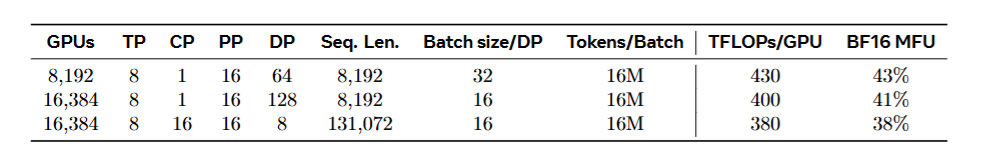 GPUs TP CP PP DP Seq. Len. Batch size/DP Tokens/Batch TFLOPs/GPU BF16 MFU
8,192 8 1 16 64 8,192 32 16M 430 43%
16,384 8 1 16 128 8,192 16 16M 400 41%
16,384 8 16 16 8 131,072 16 16M 380 38%